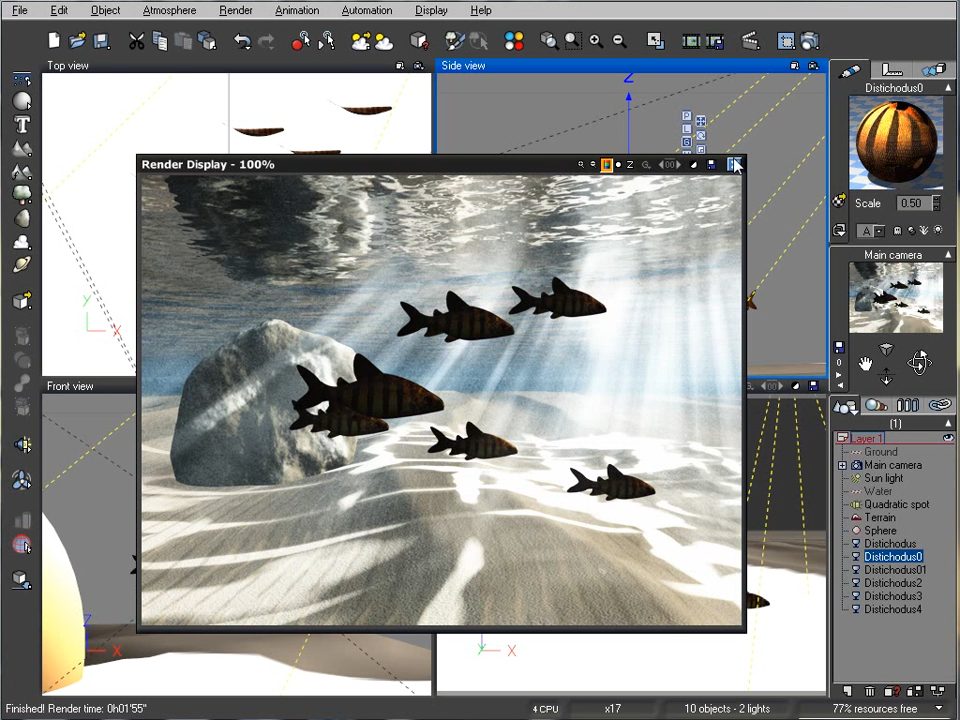 File Edit Object Atmosphere Render Animation Automation Display Help
Top view
Side view
Distichodus0
Z
Render Display - 100%
Z
Scale 0.50
A
Main camera
Y
X
0
Front view
(1)
Layer 1
Ground
Main camera
Sun light
Water
Quadratic spot
Terrain
Sphere
Distichodus
Distichodus0
Distichodus01
Distichodus2
Distichodus3
Distichodus4
Z
X
Y
X
Finished! Render time: 0h01'55" 4 CPU x17 10 objects - 2 lights 77% resources free